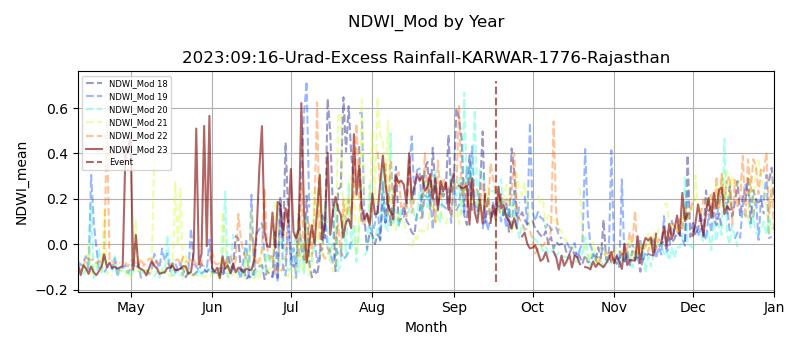 NDWI_Mod by Year
2023:09:16-Urad-Excess Rainfall-KARWAR-1776-Rajasthan
NDWI_Mod 18
NDWI_Mod 19
NDWI_Mod 20
NDWI_Mod 21
NDWI_Mod 22
NDWI_Mod 23
Event
NDWI_mean
0.6
0.4
0.2
0.0
−0.2
May Jun Jul Aug Sep Oct Nov Dec Jan
Month